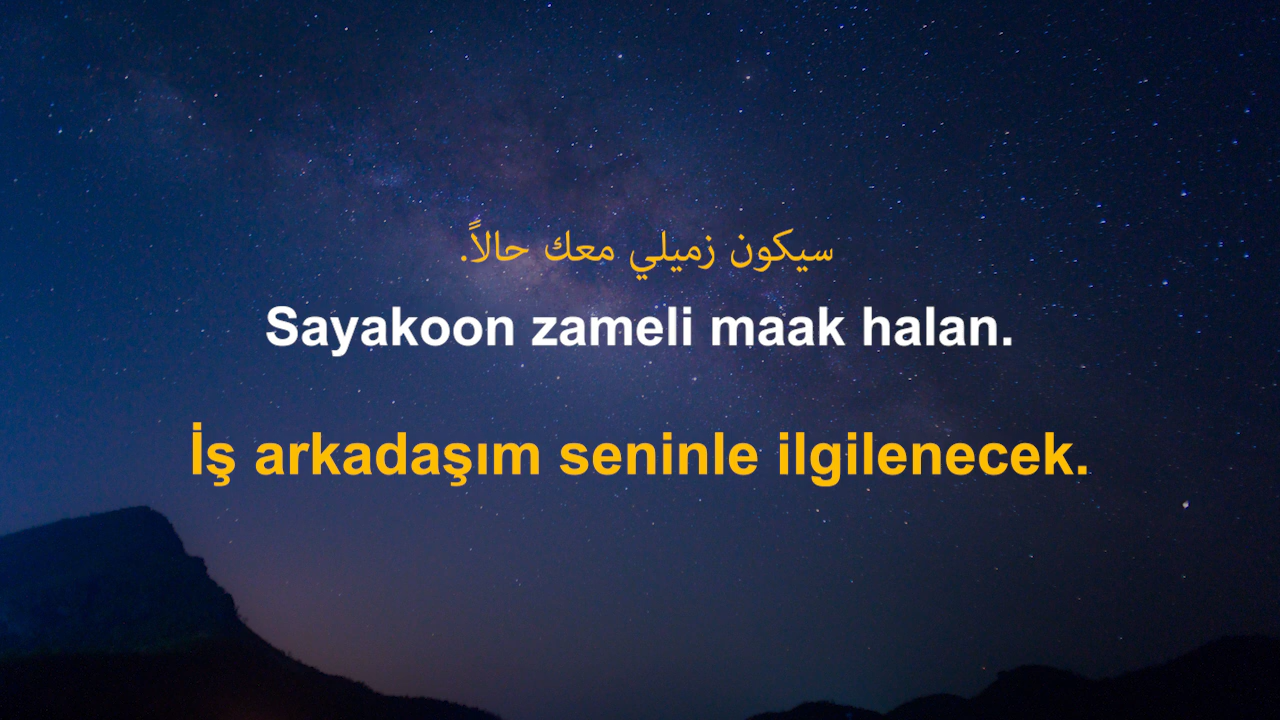 سيكون زميلي معك حالاً.
Sayakoon zameli maak halan.
İş arkadaşım seninle ilgilenecek.